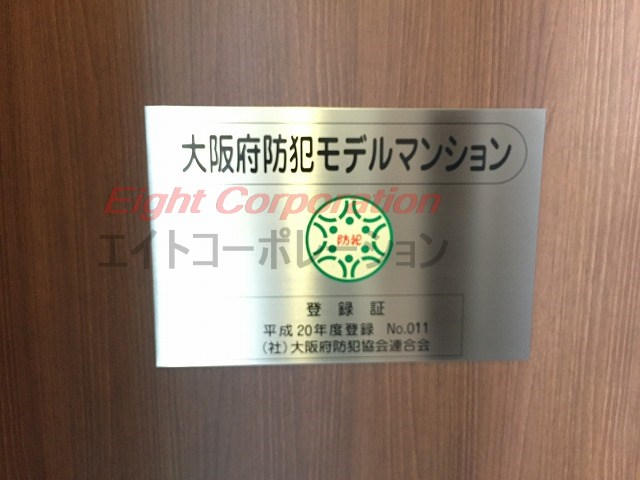 大阪府防犯モデルマンション
Eight Corporation
エイトコーポレーション
防犯
登録証
平成20年度登録 No.011
(社)大阪府防犯協会連合会